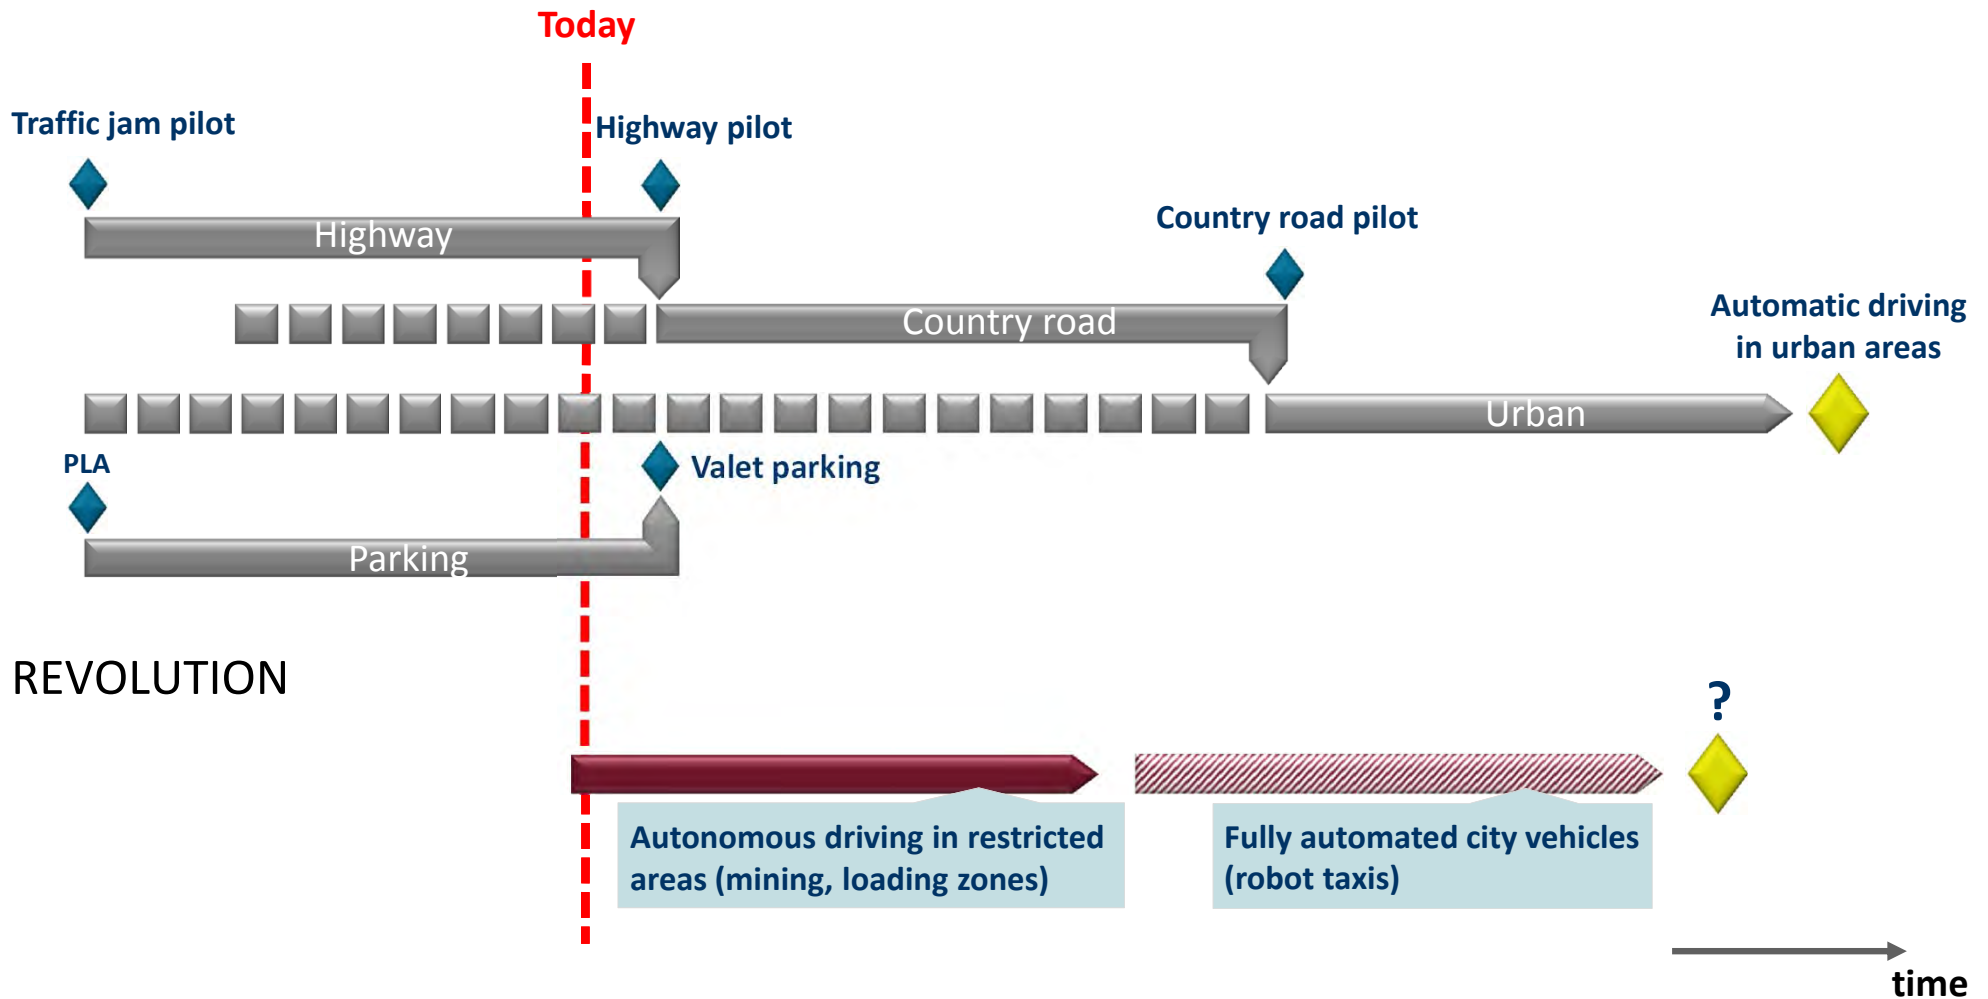 Today
Traffic jam pilot
Highway pilot
Highway
Country road pilot
Country road
Automatic driving
in urban areas
Urban
PLA
Valet parking
Parking
REVOLUTION
?
Autonomous driving in restricted
areas (mining, loading zones)
Fully automated city vehicles
(robot taxis)
time